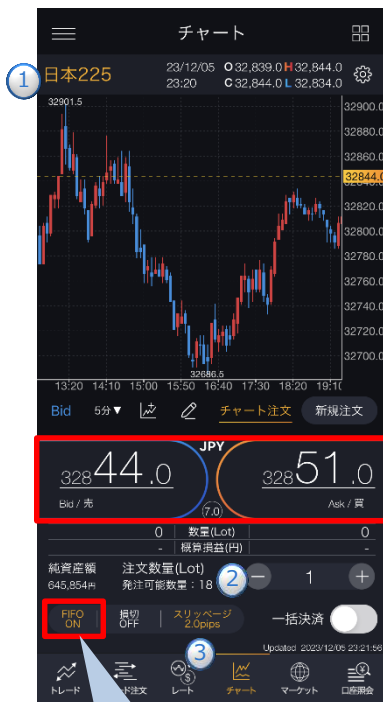 チャート
① 日本225
23/12/05 O 32,839.0 H 32,844.0
23:20 C 32,844.0 L 32,834.0
32901.5
32900.0
32880.0
32860.0
32844.0
32820.0
32800.0
32780.0
32760.0
32740.0
32720.0
32700.0
32686.5
13:20 14:10 15:00 15:50 16:40 17:30 18:20 19:10
Bid 5分▼ チャート注文 新規注文
JPY
32844.0 32851.0
Bid / 売 (7.0) Ask / 買
0 数量(Lot) 0
- 概算損益(円) -
純資産額 注文数量(Lot)
645,854円 発注可能数量：18 ② － 1 ＋
FIFO ON 損切 OFF スリッページ 2.0pips 一括決済
③
Updated 2023/12/05 23:21:56
トレード ード注文 レート チャート マーケット 口座照会